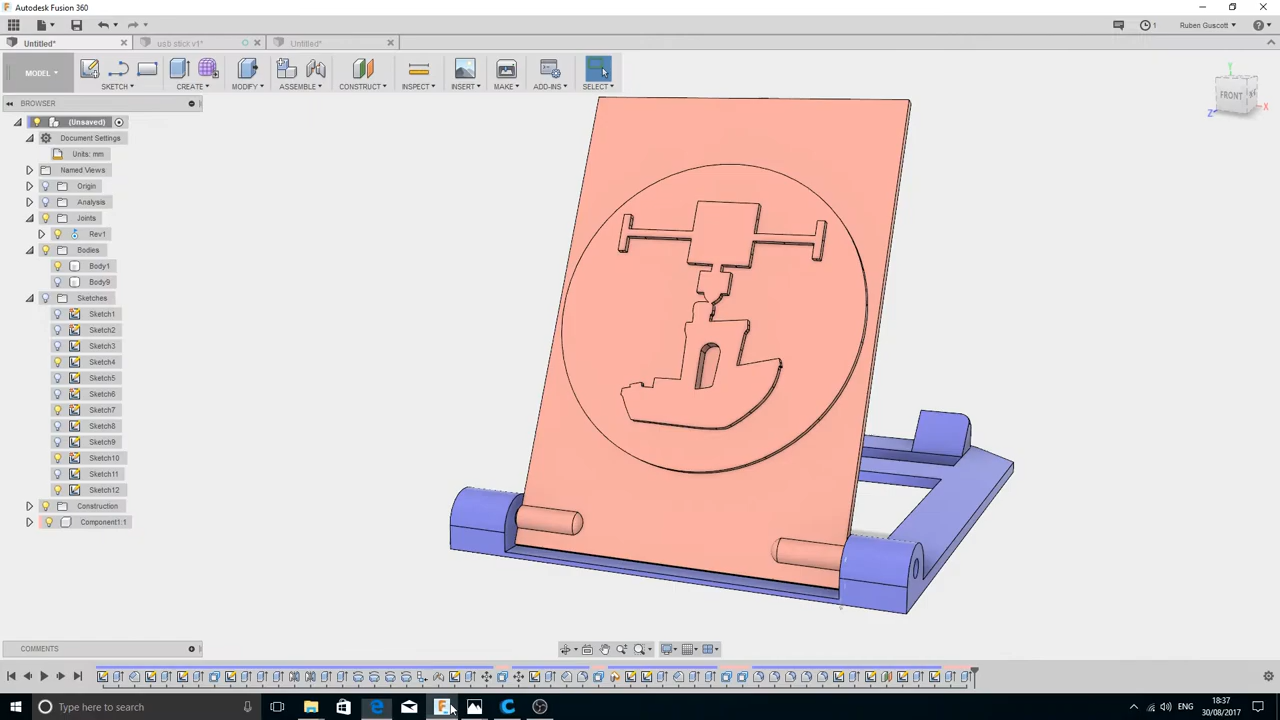 Autodesk Fusion 360
1
Ruben Guscott
Untitled*
usb stick v1*
Untitled*
MODEL
SKETCH
CREATE
MODIFY
ASSEMBLE
CONSTRUCT
INSPECT
INSERT
MAKE
ADD-INS
SELECT
BROWSER
(Unsaved)
Document Settings
Units: mm
Named Views
Origin
Analysis
Joints
Rev1
Bodies
Body1
Body9
Sketches
Sketch1
Sketch2
Sketch3
Sketch4
Sketch5
Sketch6
Sketch7
Sketch8
Sketch9
Sketch10
Sketch11
Sketch12
Construction
Component1:1
Y
FRONT
X
Z
COMMENTS
Type here to search
ENG
18:37
30/08/2017